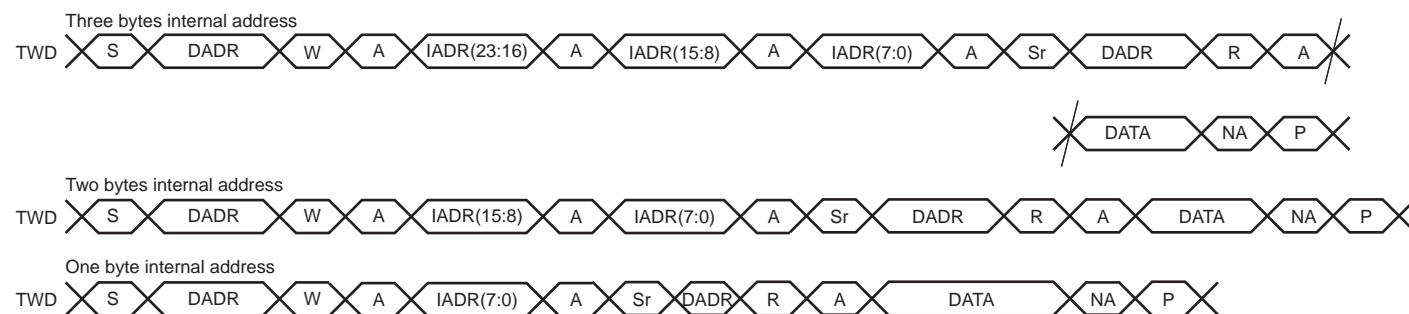 Three bytes internal address
TWD S DADR W A IADR(23:16) A IADR(15:8) A IADR(7:0) A Sr DADR R A
DATA NA P
Two bytes internal address
TWD S DADR W A IADR(15:8) A IADR(7:0) A Sr DADR R A DATA NA P
One byte internal address
TWD S DADR W A IADR(7:0) A Sr DADR R A DATA NA P